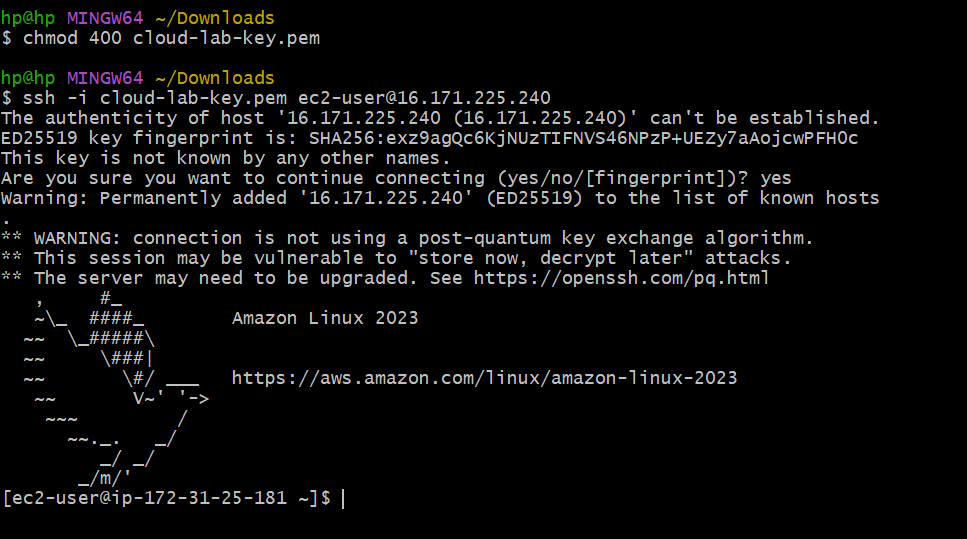 hp@hp MINGW64 ~/Downloads
$ chmod 400 cloud-lab-key.pem

hp@hp MINGW64 ~/Downloads
$ ssh -i cloud-lab-key.pem ec2-user@16.171.225.240
The authenticity of host '16.171.225.240 (16.171.225.240)' can't be established.
ED25519 key fingerprint is: SHA256:exz9agQc6KjNUzTIFNVS46NPzP+UEZy7aAojcwPFH0c
This key is not known by any other names.
Are you sure you want to continue connecting (yes/no/[fingerprint])? yes
Warning: Permanently added '16.171.225.240' (ED25519) to the list of known hosts
.
** WARNING: connection is not using a post-quantum key exchange algorithm.
** This session may be vulnerable to "store now, decrypt later" attacks.
** The server may need to be upgraded. See https://openssh.com/pq.html
   ,     #_
   ~\_  ####_        Amazon Linux 2023
  ~~  \_#####\
  ~~     \###|
  ~~       \#/ ___   https://aws.amazon.com/linux/amazon-linux-2023
   ~~       V~' '->
    ~~~         /
      ~~._.   _/
         _/ _/
       _/m/'
[ec2-user@ip-172-31-25-181 ~]$